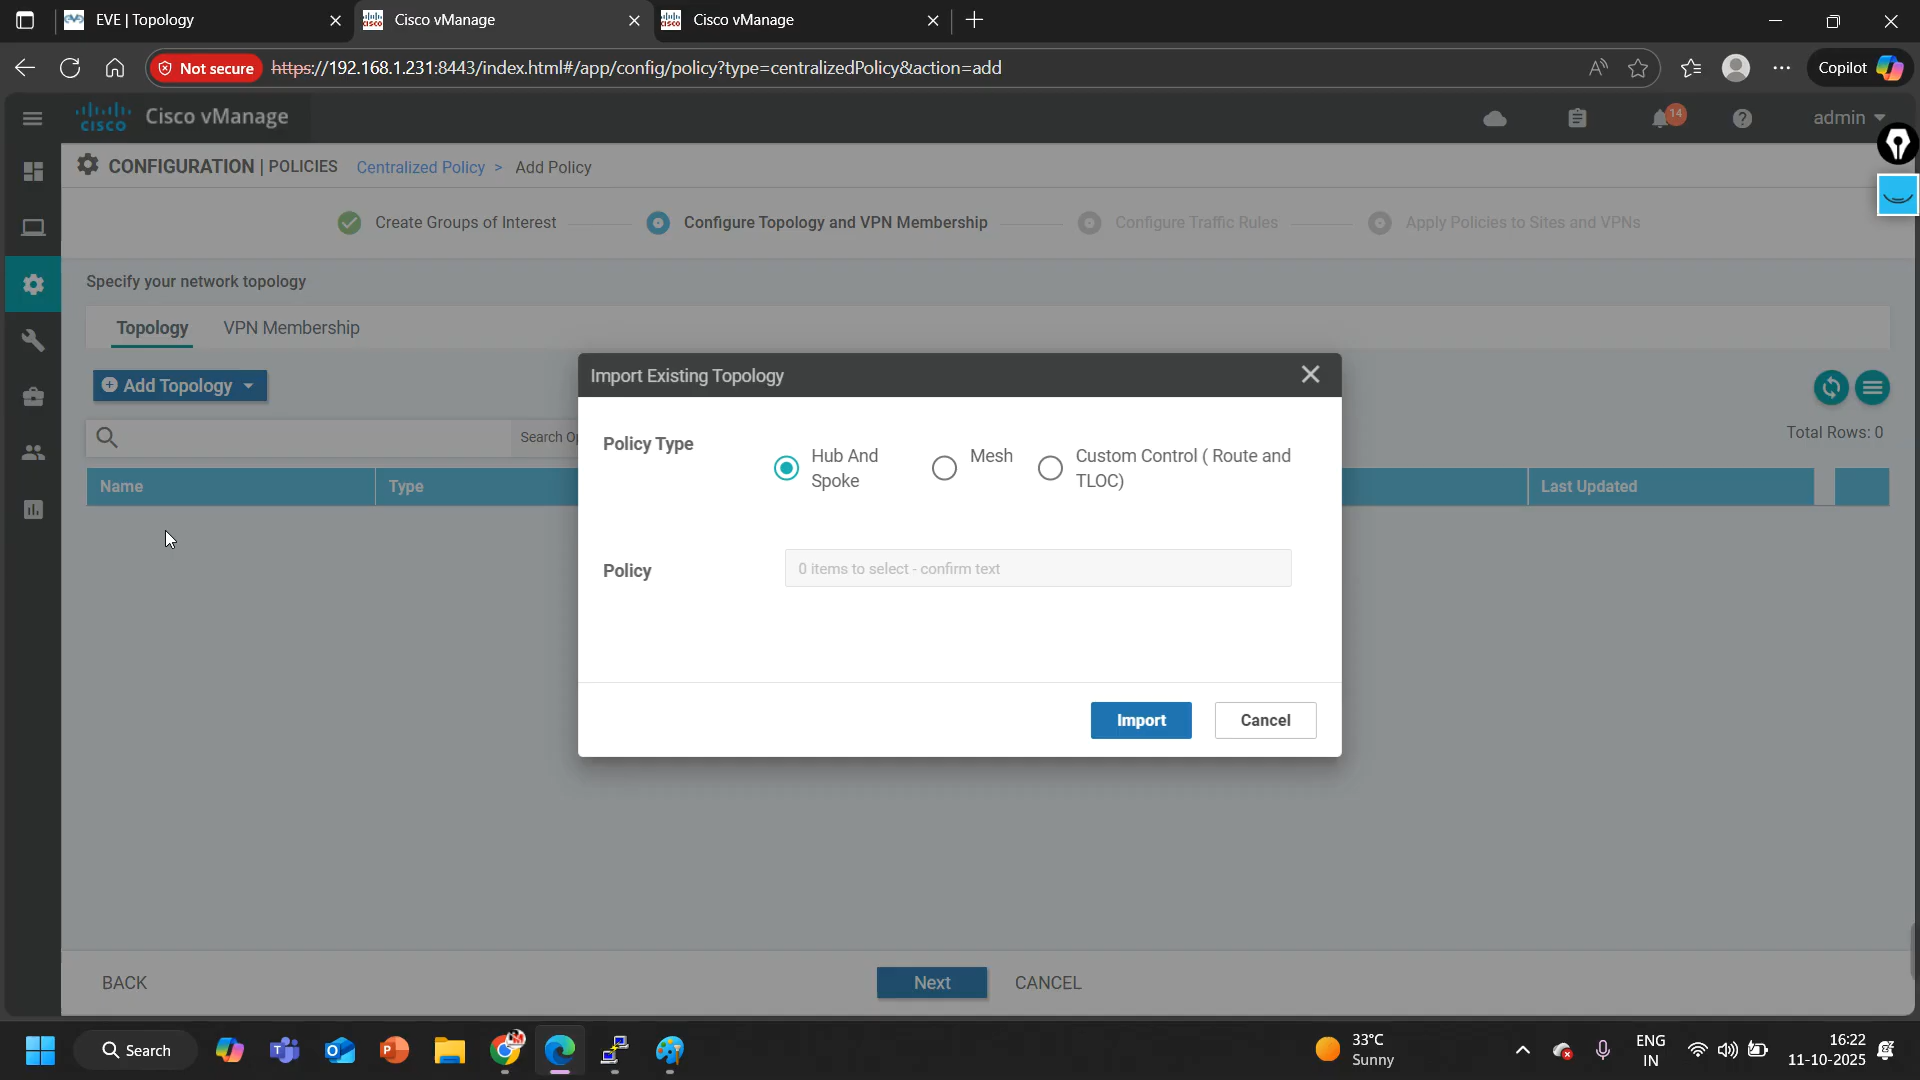 EVE | Topology
Cisco vManage
Cisco vManage
Not secure
https://192.168.1.231:8443/index.html#/app/config/policy?type=centralizedPolicy&action=add
Copilot
cisco
Cisco vManage
14
admin
CONFIGURATION | POLICIES Centralized Policy > Add Policy
Create Groups of Interest
Configure Topology and VPN Membership
Configure Traffic Rules
Apply Policies to Sites and VPNs
Specify your network topology
Topology
VPN Membership
Add Topology
Search Op
Total Rows: 0
Name
Type
Last Updated
Import Existing Topology
Policy Type
Hub And
Spoke
Mesh
Custom Control ( Route and
TLOC)
Policy
0 items to select - confirm text
Import
Cancel
BACK
Next
CANCEL
Search
33°C
Sunny
ENG
IN
16:22
11-10-2025